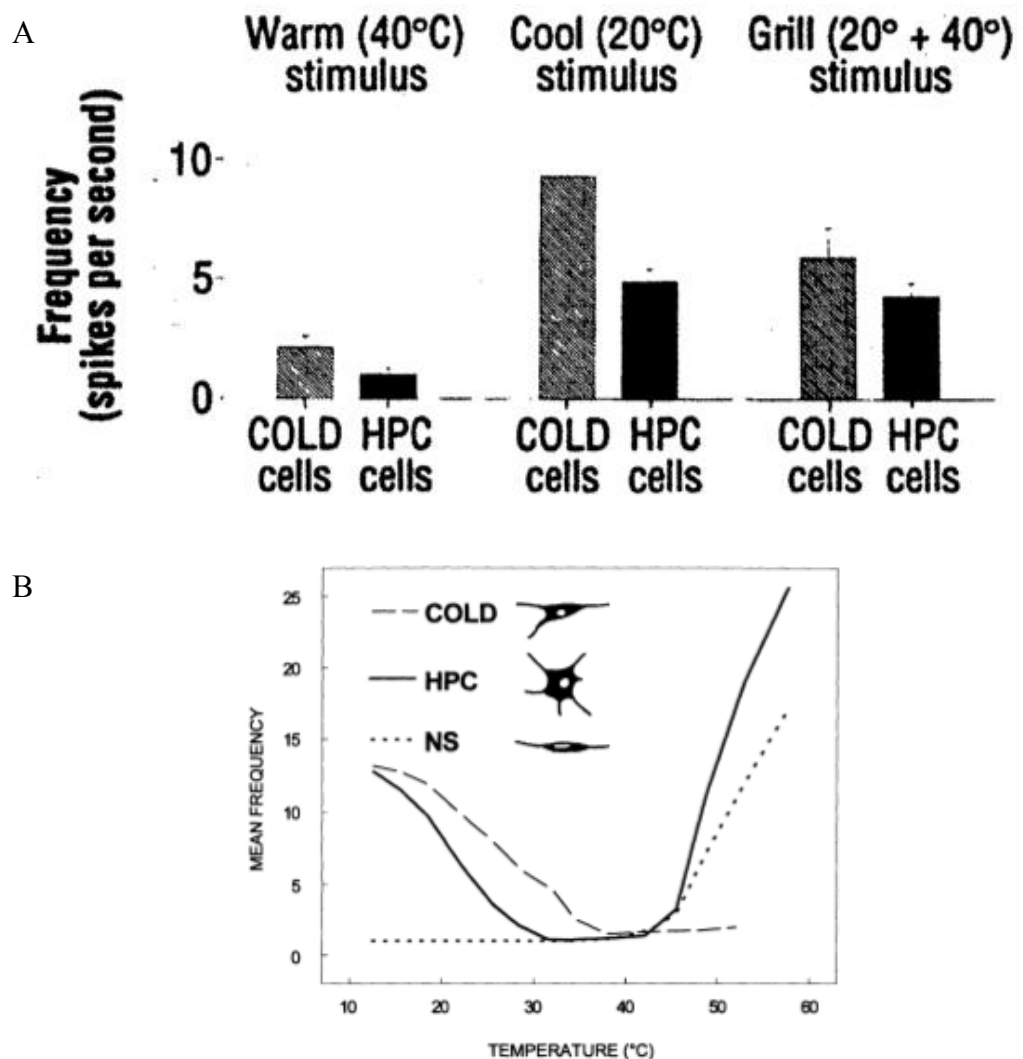 A
Warm (40°C) stimulus
Cool (20°C) stimulus
Grill (20° + 40°) stimulus
Frequency
(spikes per second)
10
5
0
COLD cells
HPC cells
COLD cells
HPC cells
COLD cells
HPC cells
B
25
20
15
10
5
0
MEAN FREQUENCY
COLD
HPC
NS
10 20 30 40 50 60
TEMPERATURE (°C)